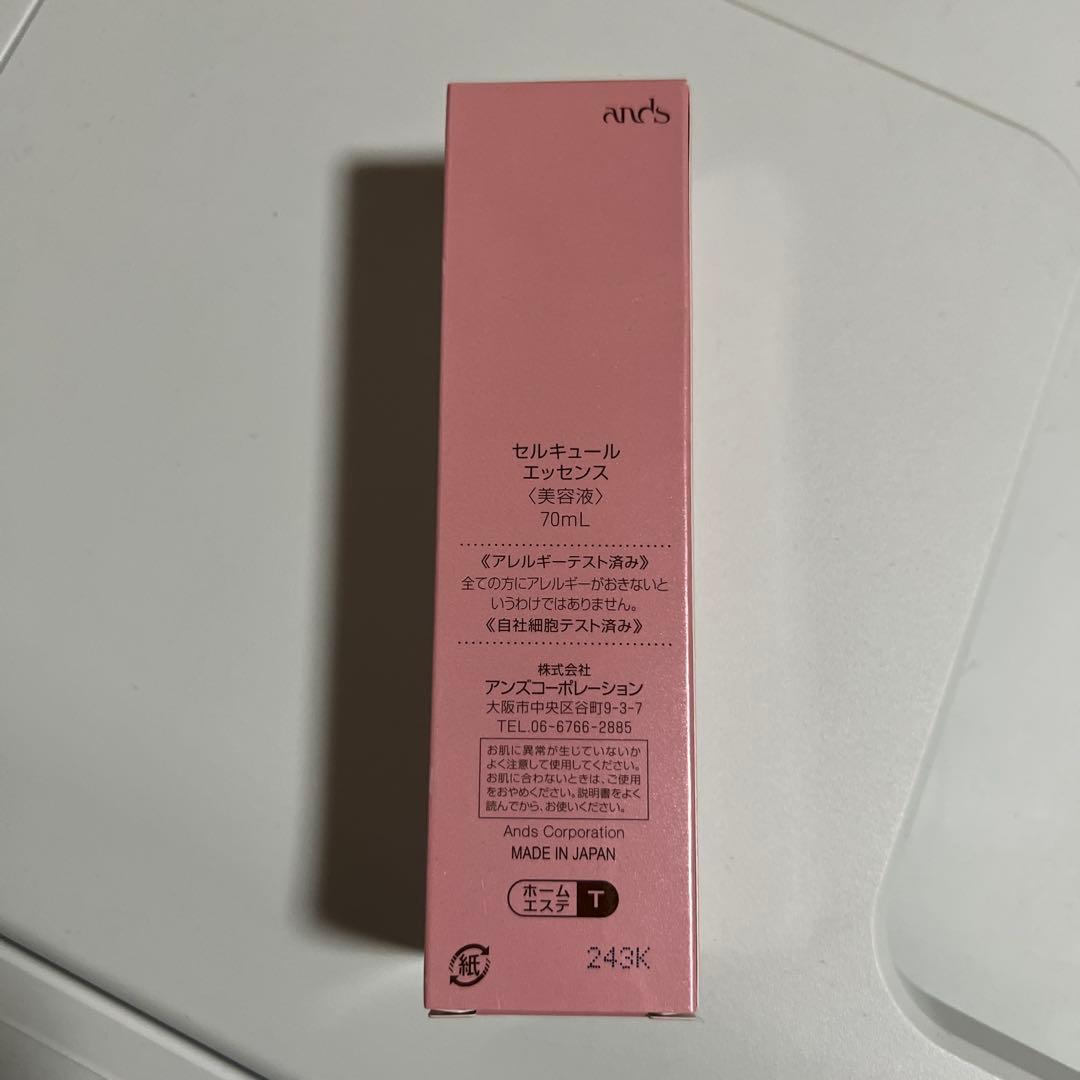 ands
セルキュール
エッセンス
〈美容液〉
70mL
《アレルギーテスト済み》
全ての方にアレルギーがおきないと
いうわけではありません。
《自社細胞テスト済み》
株式会社
アンズコーポレーション
大阪市中央区谷町9-3-7
TEL.06-6766-2885
お肌に異常が生じていないか
よく注意して使用してください。
お肌に合わないときは、ご使用
をおやめください。説明書をよく
読んでから、お使いください。
Ands Corporation
MADE IN JAPAN
ホーム
エステ T
紙
243K